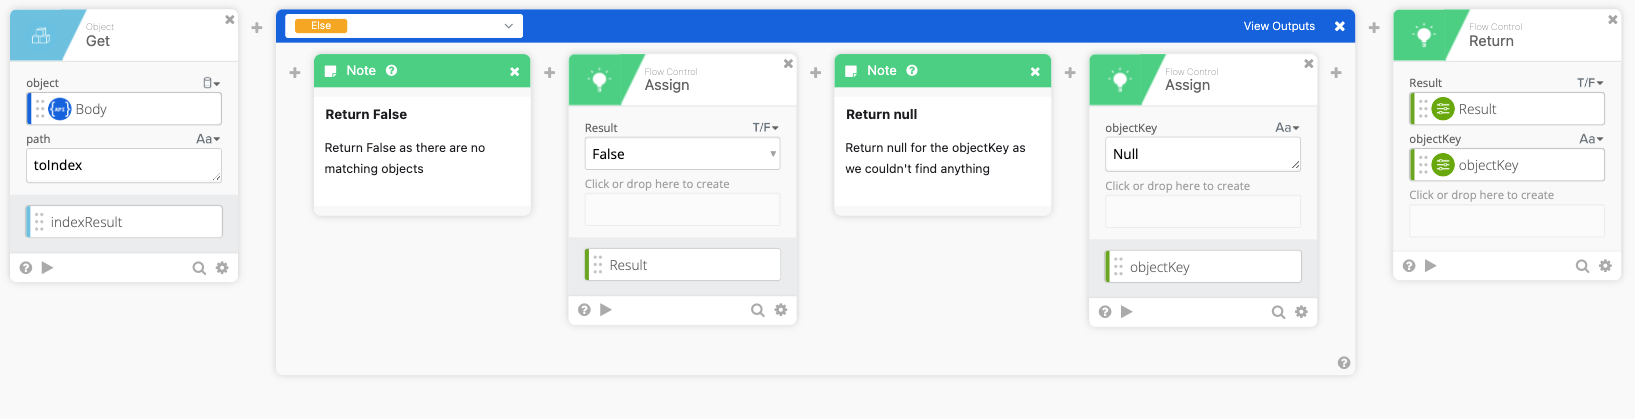 Object
Get
object
API
Body
path
Aa
toIndex
indexResult
Else
View Outputs
Note
Return False
Return False as there are no
matching objects
Flow Control
Assign
Result
T/F
False
Click or drop here to create
Result
Note
Return null
Return null for the objectKey as
we couldn't find anything
Flow Control
Assign
objectKey
Aa
Null
Click or drop here to create
objectKey
Flow Control
Return
Result
T/F
Result
objectKey
Aa
objectKey
Click or drop here to create